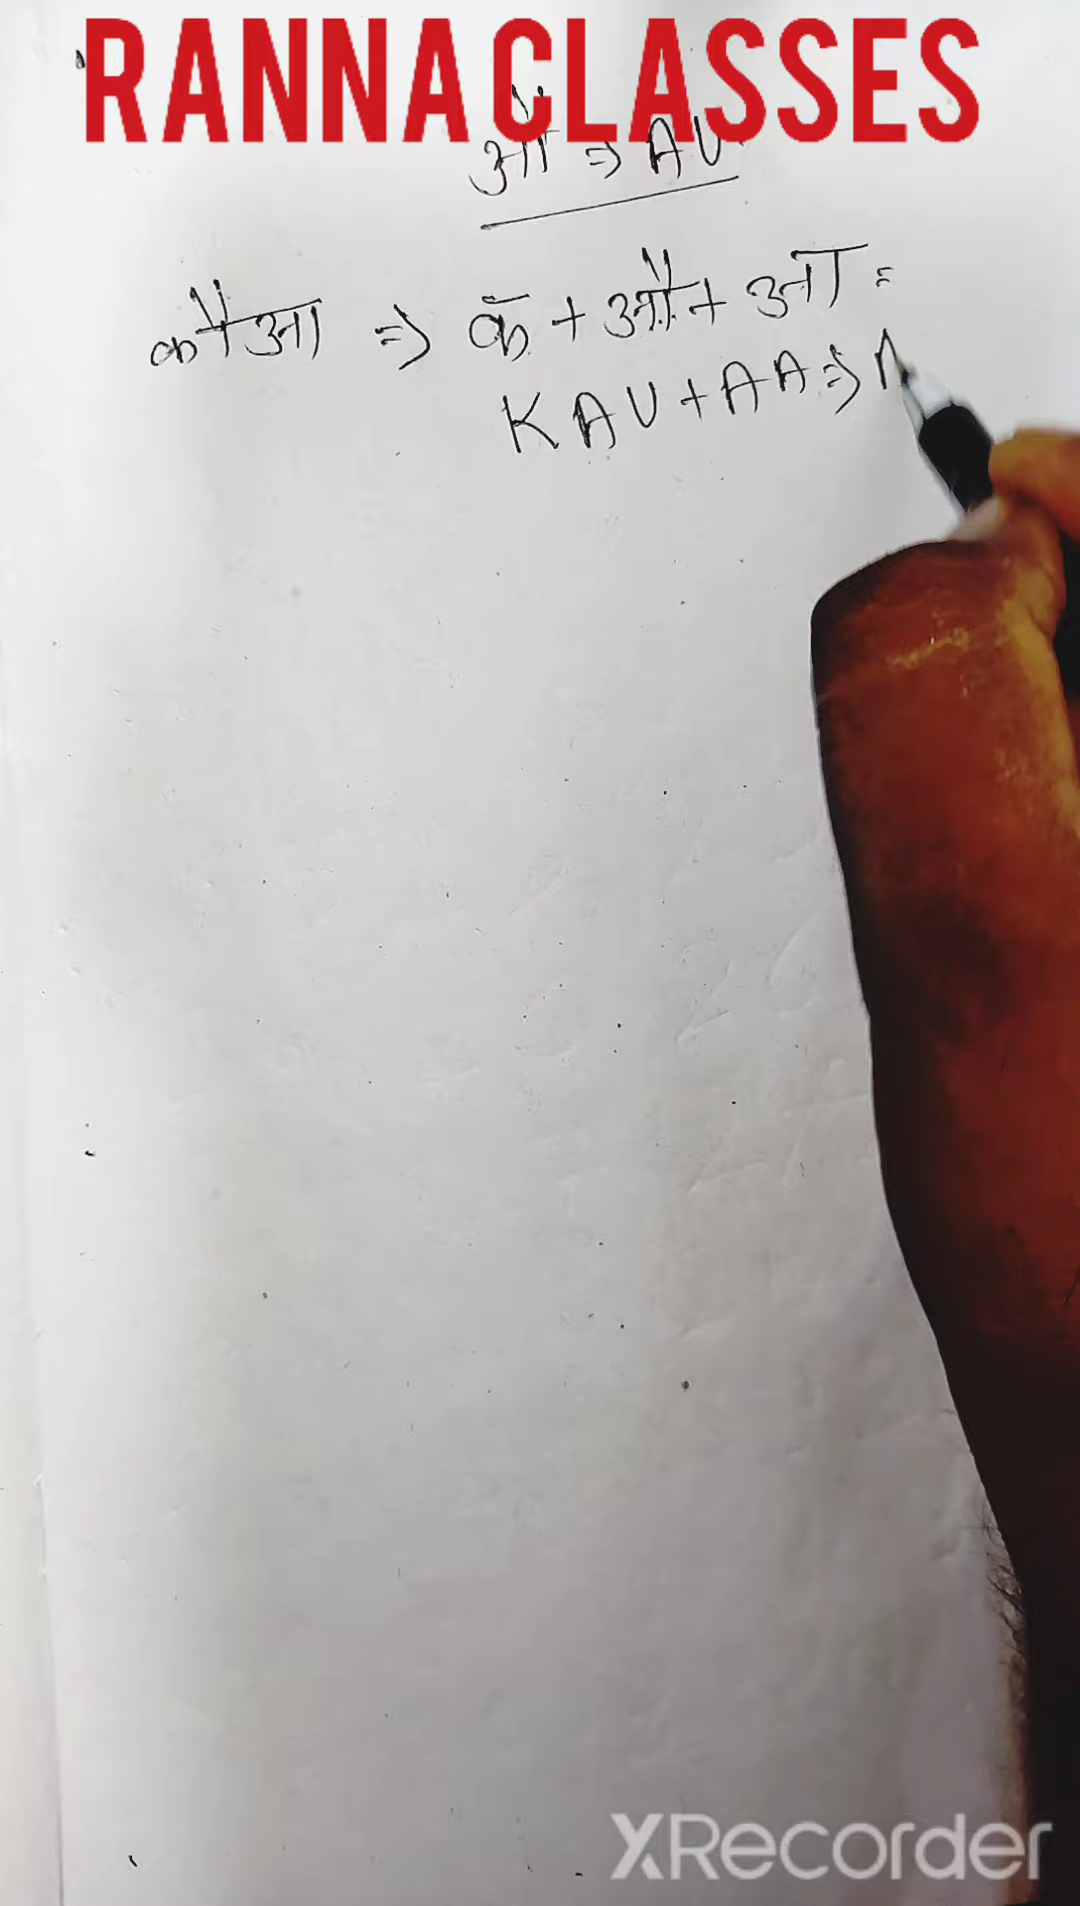 RANNA CLASSES
औ ⇒ AU
कौआ ⇒ क + औ + आ =
KAU + AA ⇒ A
XRecorder